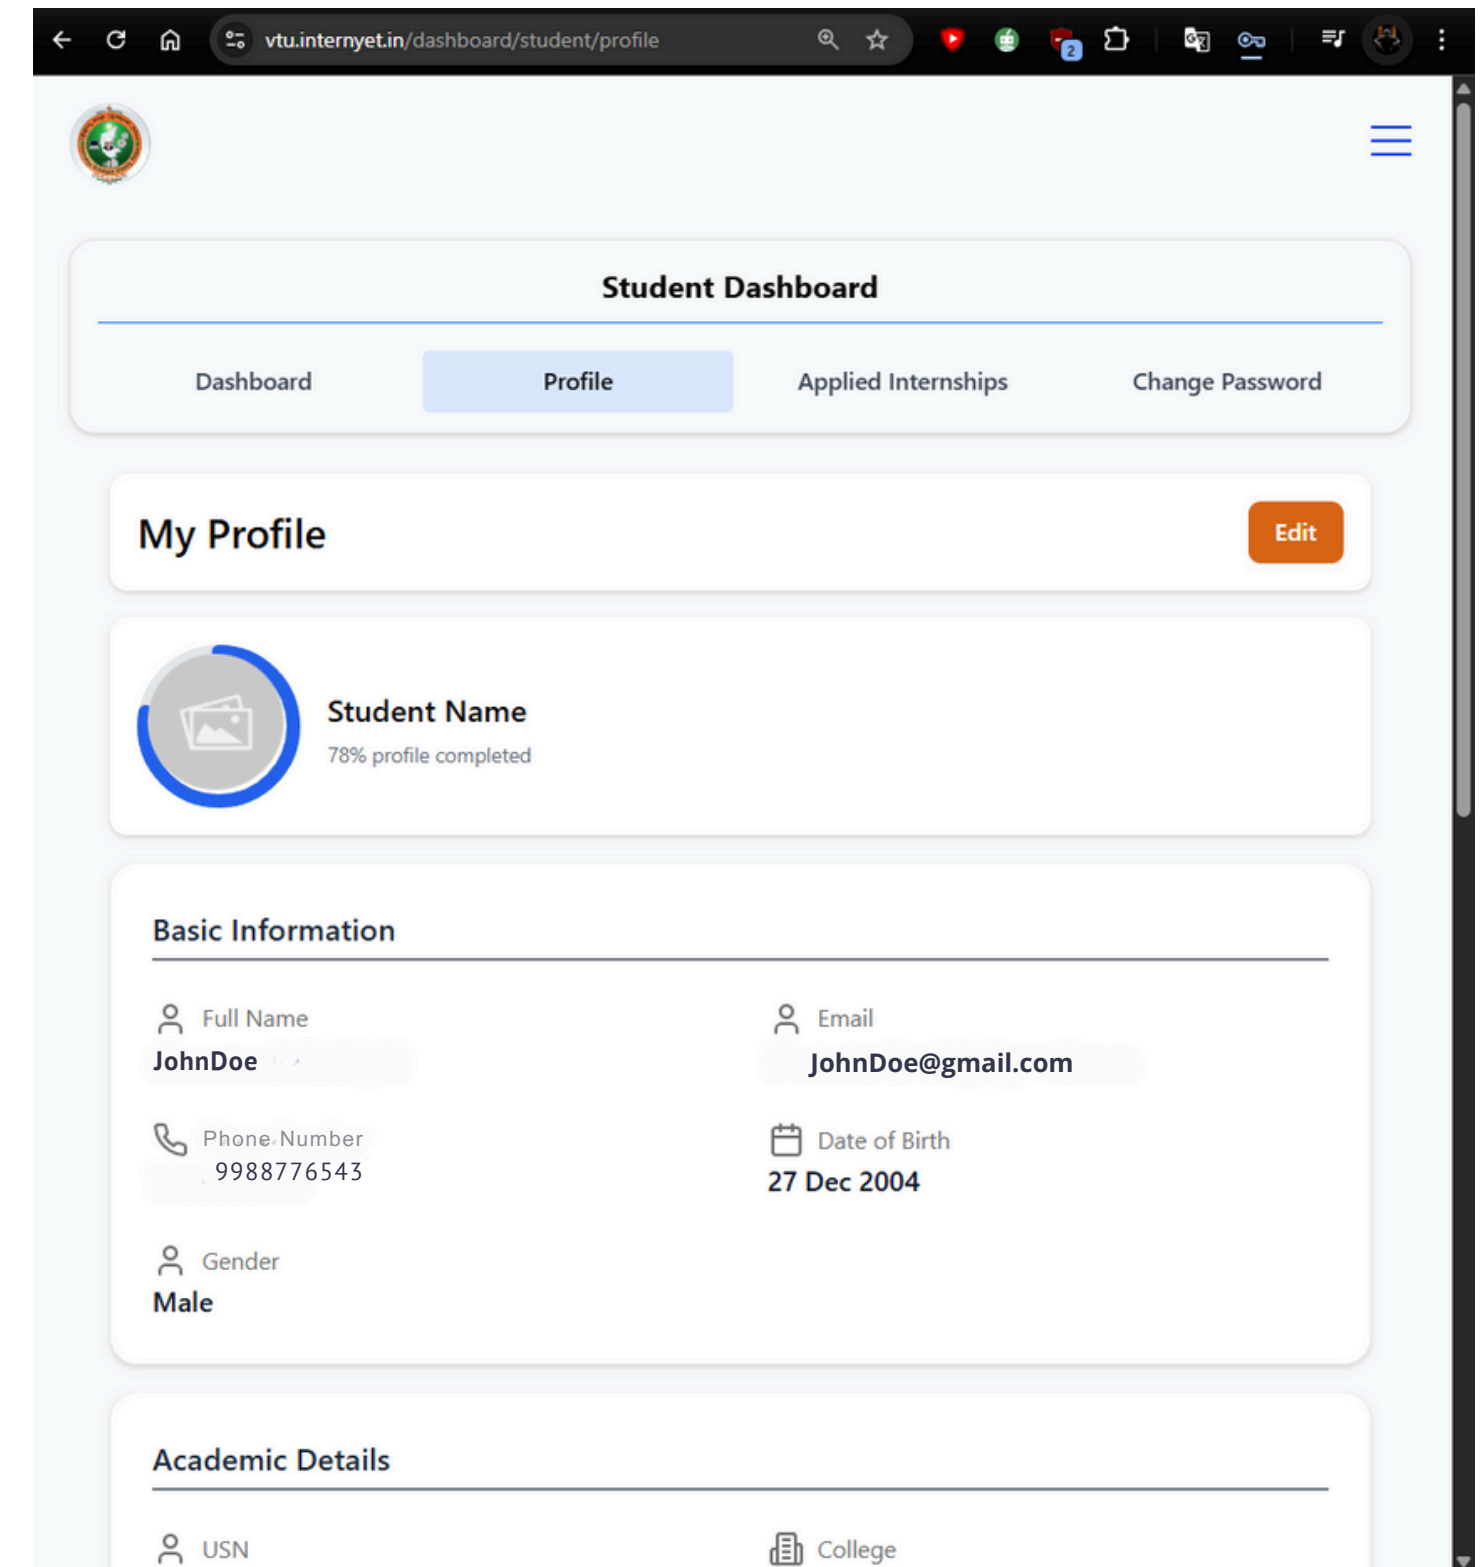 vtu.internyet.in/dashboard/student/profile
2
Student Dashboard
Dashboard Profile Applied Internships Change Password
My Profile
Edit
Student Name
78% profile completed
Basic Information
Full Name
JohnDoe
Email
JohnDoe@gmail.com
Phone Number
9988776543
Date of Birth
27 Dec 2004
Gender
Male
Academic Details
USN
College